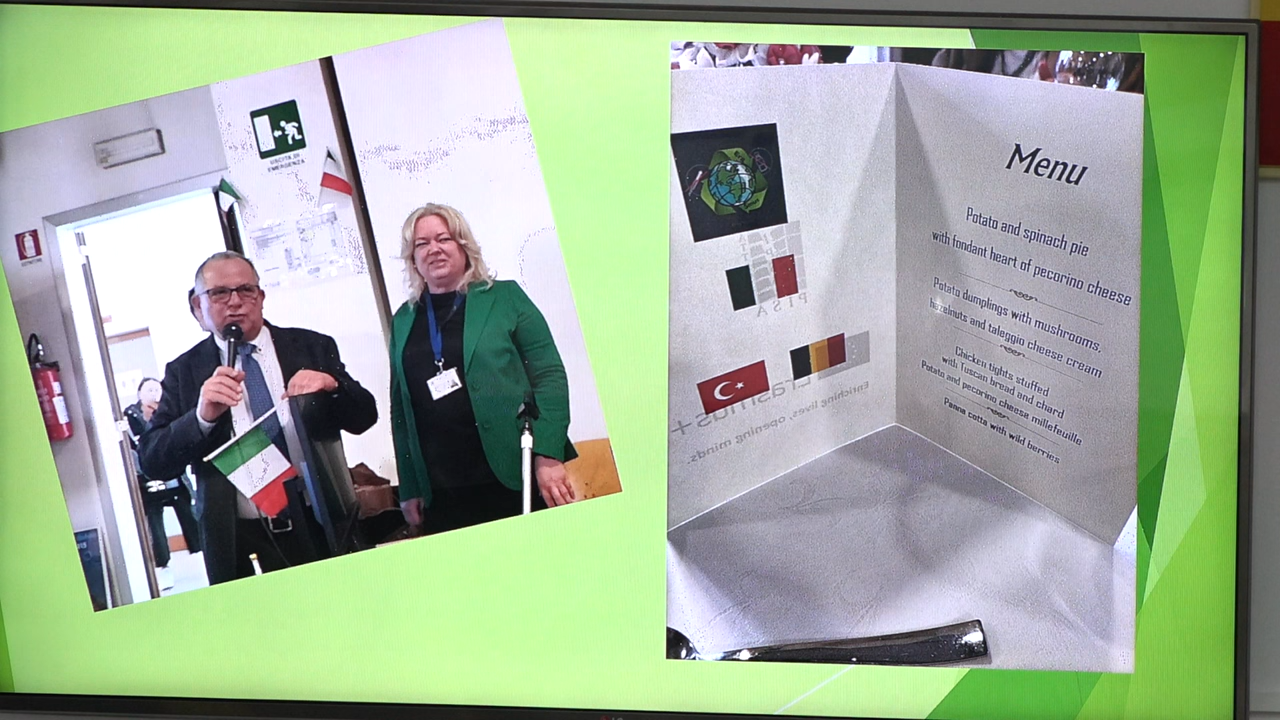 USCITA DI
EMERGENZA
Menu
Potato and spinach pie
with fondant heart of pecorino cheese
Potato dumplings with mushrooms,
hazelnuts and taleggio cheese cream
Chicken tights stuffed
with Tuscan bread and chard
Potato and pecorino cheese millefeuille
Panna cotta with wild berries
PISA
Erasmus+
Enriching lives, opening minds.